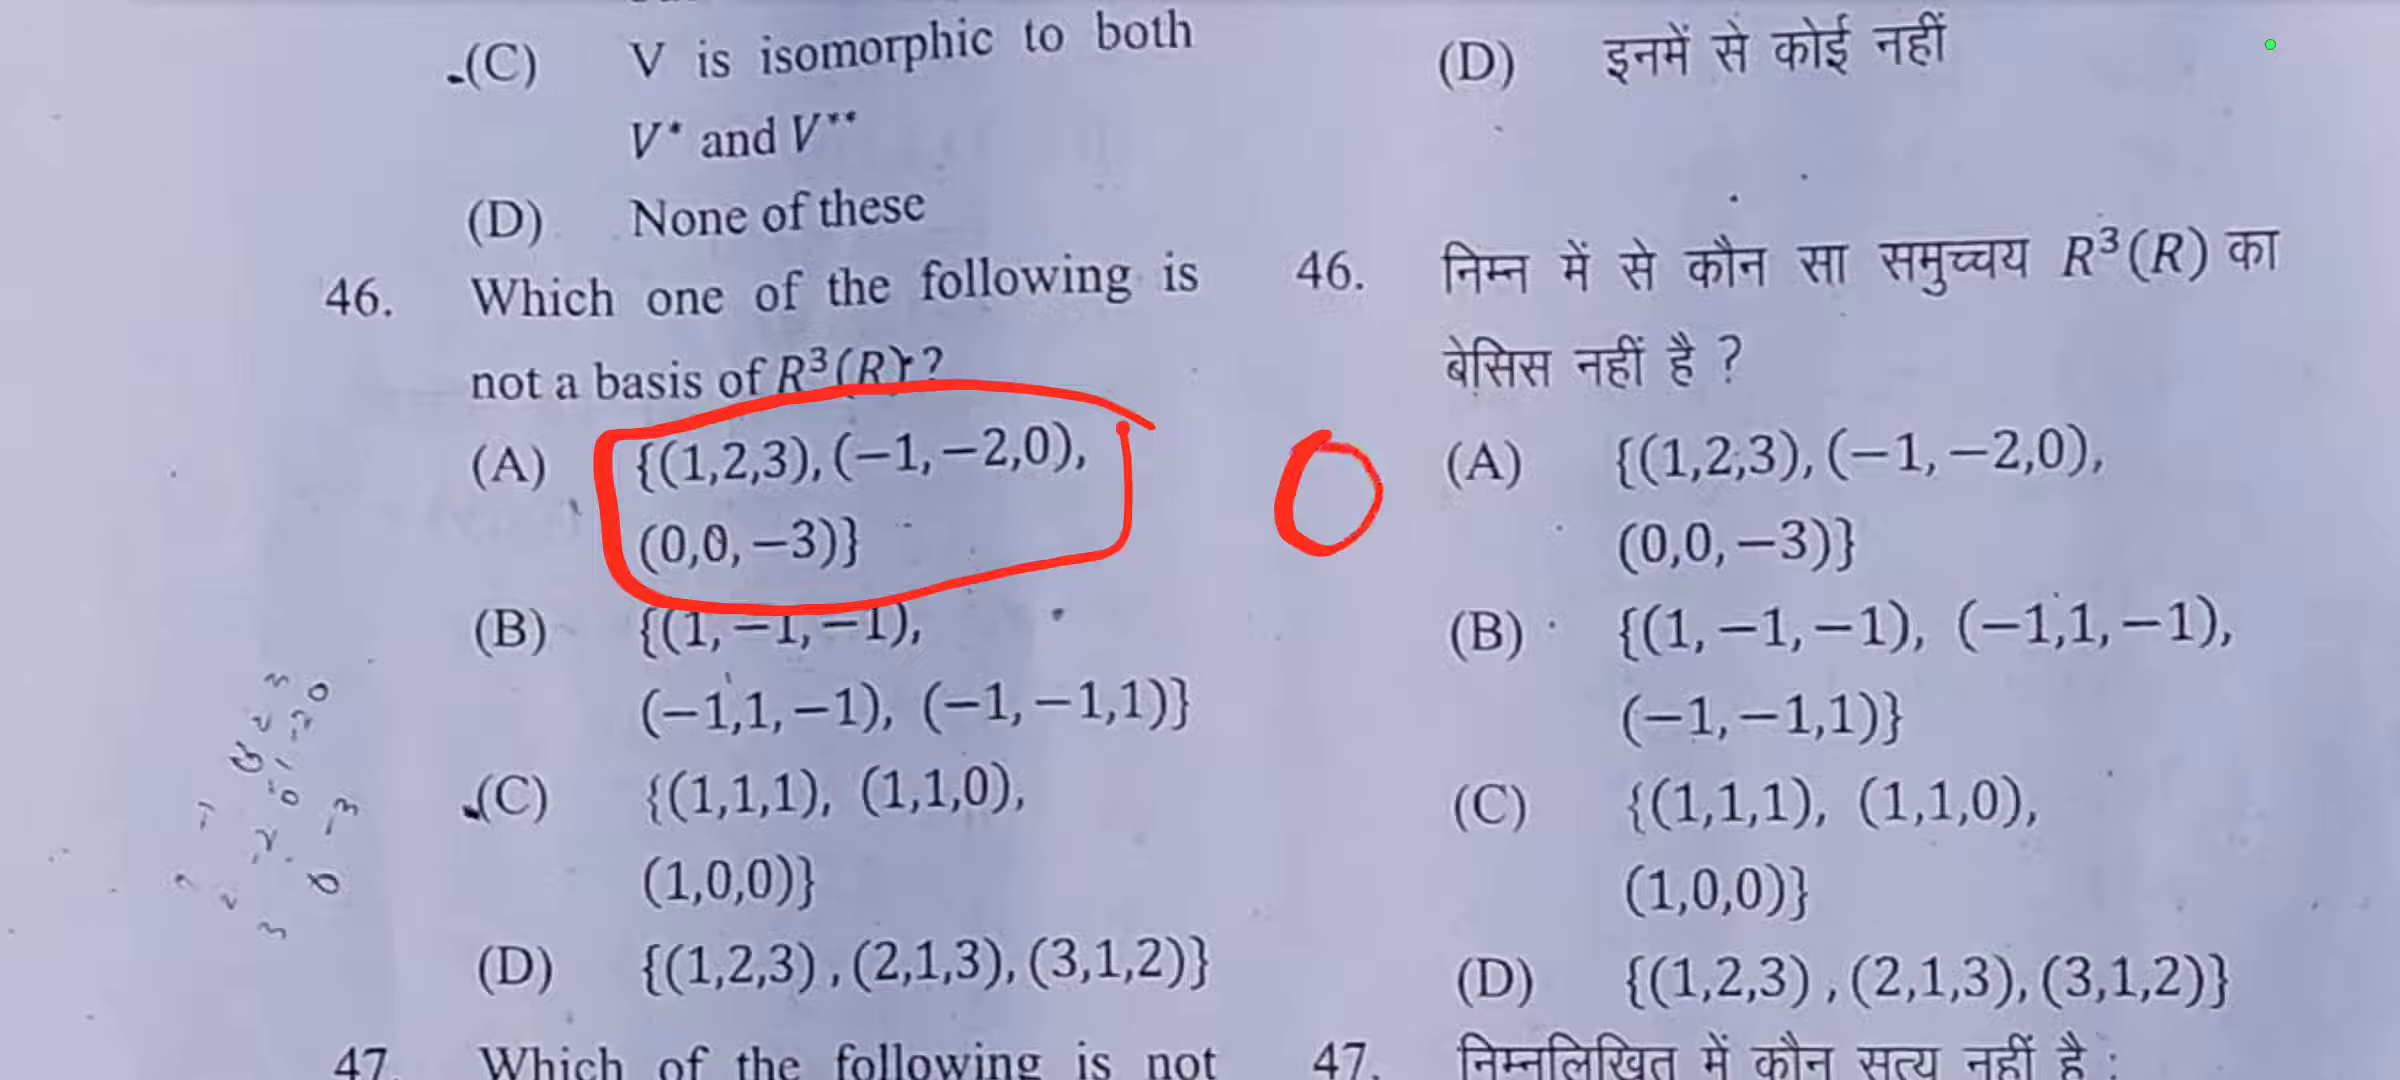 (C) V is isomorphic to both
V* and V**
(D) None of these
46. Which one of the following is
not a basis of R³(R)?
(A) {(1,2,3), (−1, −2,0),
(0,0, −3)}
(B) {(1, −1, −1),
(−1,1, −1), (−1, −1,1)}
(C) {(1,1,1), (1,1,0),
(1,0,0)}
(D) {(1,2,3) , (2,1,3), (3,1,2)}
47. Which of the following is not
(D) इनमें से कोई नहीं
46. निम्न में से कौन सा समुच्चय R³(R) का
बेसिस नहीं है ?
(A) {(1,2,3), (−1, −2,0),
(0,0, −3)}
(B) {(1, −1, −1), (−1,1, −1),
(−1, −1,1)}
(C) {(1,1,1), (1,1,0),
(1,0,0)}
(D) {(1,2,3) , (2,1,3), (3,1,2)}
47. निम्नलिखित में कौन सत्य नहीं है :